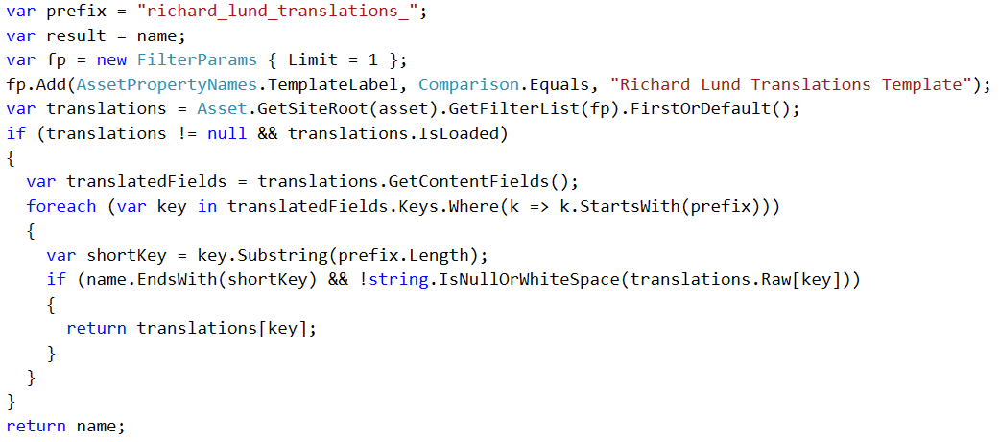 var prefix = "richard_lund_translations_";
var result = name;
var fp = new FilterParams { Limit = 1 };
fp.Add(AssetPropertyNames.TemplateLabel, Comparison.Equals, "Richard Lund Translations Template");
var translations = Asset.GetSiteRoot(asset).GetFilterList(fp).FirstOrDefault();
if (translations != null && translations.IsLoaded)
{
  var translatedFields = translations.GetContentFields();
  foreach (var key in translatedFields.Keys.Where(k => k.StartsWith(prefix)))
  {
    var shortKey = key.Substring(prefix.Length);
    if (name.EndsWith(shortKey) && !string.IsNullOrWhiteSpace(translations.Raw[key]))
    {
      return translations[key];
    }
  }
}
return name;